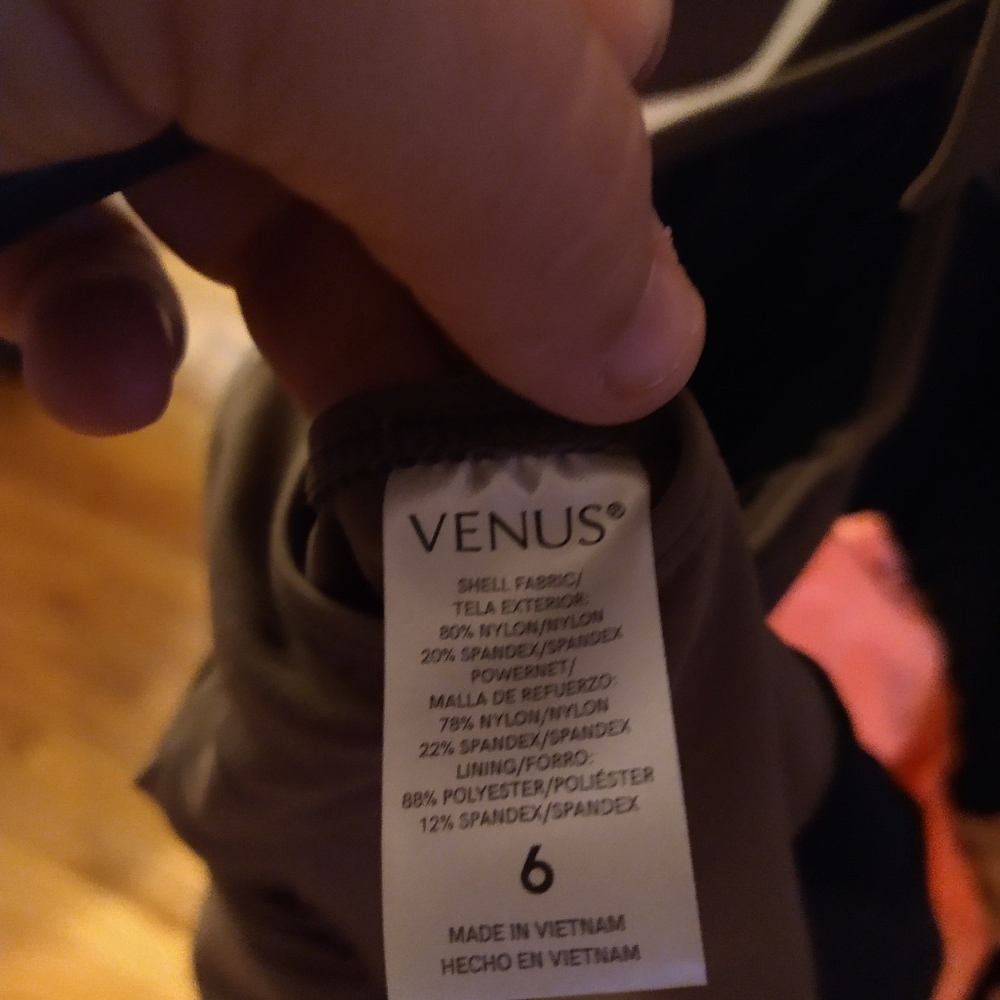 VENUS®
SHELL FABRIC/
TELA EXTERIOR:
80% NYLON/NYLON
20% SPANDEX/SPANDEX
POWERNET/
MALLA DE REFUERZO:
78% NYLON/NYLON
22% SPANDEX/SPANDEX
LINING/FORRO:
88% POLYESTER/POLIÉSTER
12% SPANDEX/SPANDEX
6
MADE IN VIETNAM
HECHO EN VIETNAM